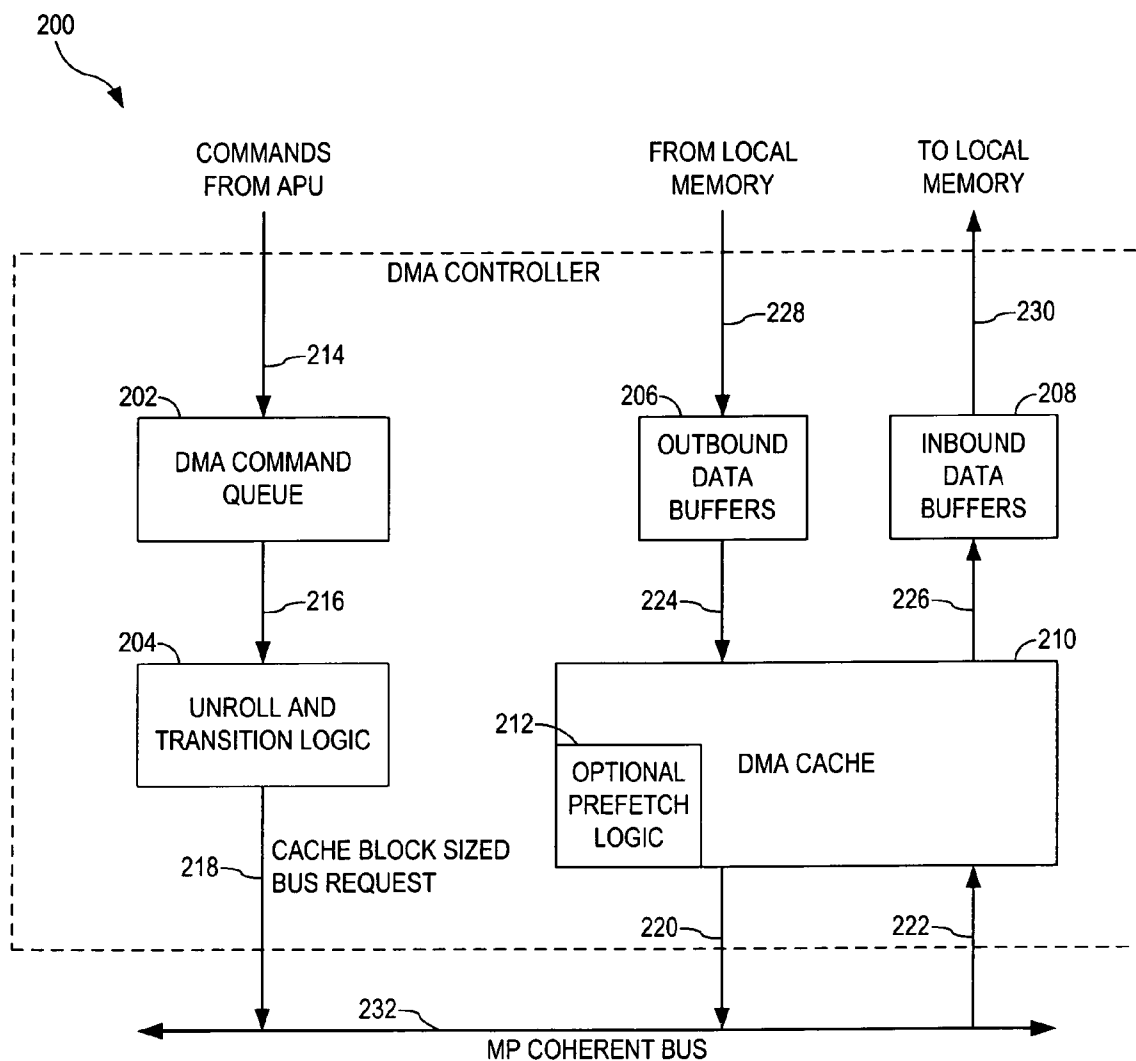 200
COMMANDS
FROM APU
FROM LOCAL
MEMORY
TO LOCAL
MEMORY
DMA CONTROLLER
214
228
230
202
DMA COMMAND
QUEUE
206
OUTBOUND
DATA
BUFFERS
208
INBOUND
DATA
BUFFERS
216
224
226
204
UNROLL AND
TRANSITION LOGIC
210
212
OPTIONAL
PREFETCH
LOGIC
DMA CACHE
218
CACHE BLOCK SIZED
BUS REQUEST
220
222
232
MP COHERENT BUS